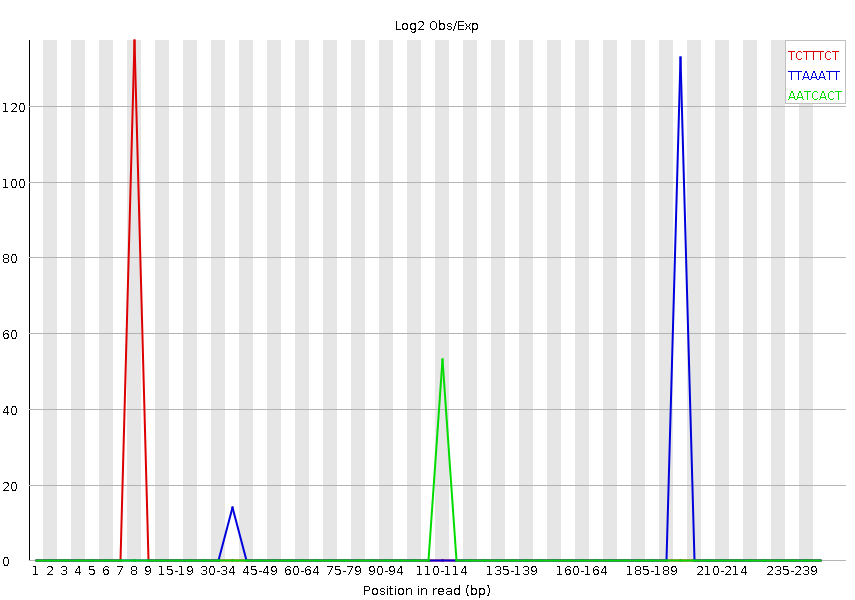 Log2 Obs/Exp
TCTTTCT
TTAAATT
AATCACT
120
100
80
60
40
20
0
1 2 3 4 5 6 7 8 9 15-19 30-34 45-49 60-64 75-79 90-94 110-114 135-139 160-164 185-189 210-214 235-239
Position in read (bp)